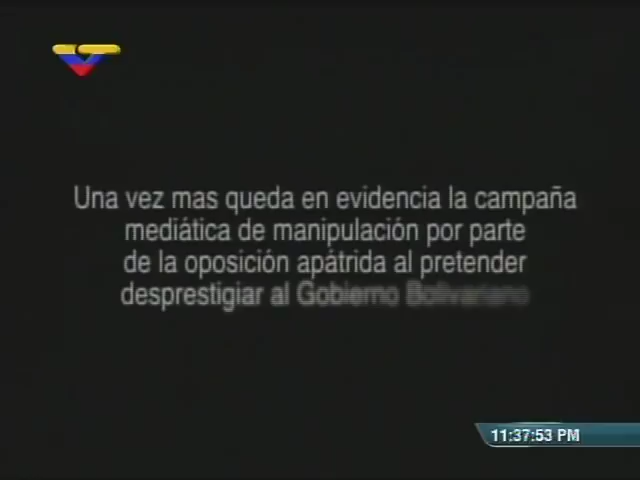 Una vez mas queda en evidencia la campaña
mediática de manipulación por parte
de la oposición apátrida al pretender
desprestigiar al Gobierno Bolivariano
11:37:53 PM